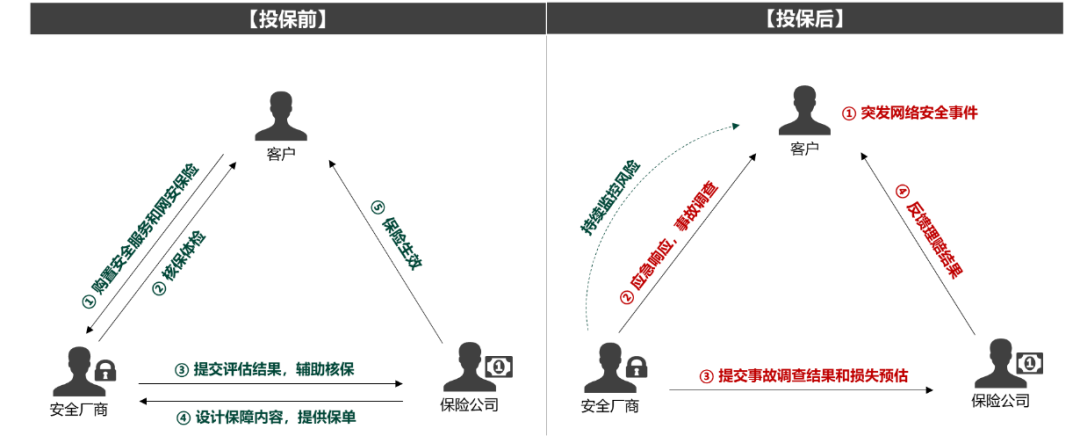 【投保前】
客户
① 购置安全服务和网安保险
② 核保体检
⑤ 保险生效
安全厂商
③ 提交评估结果，辅助核保
④ 设计保障内容，提供保单
保险公司
【投保后】
客户
① 突发网络安全事件
持续监控风险
② 应急响应，事故调查
④ 反馈理赔结果
安全厂商
③ 提交事故调查结果和损失预估
保险公司